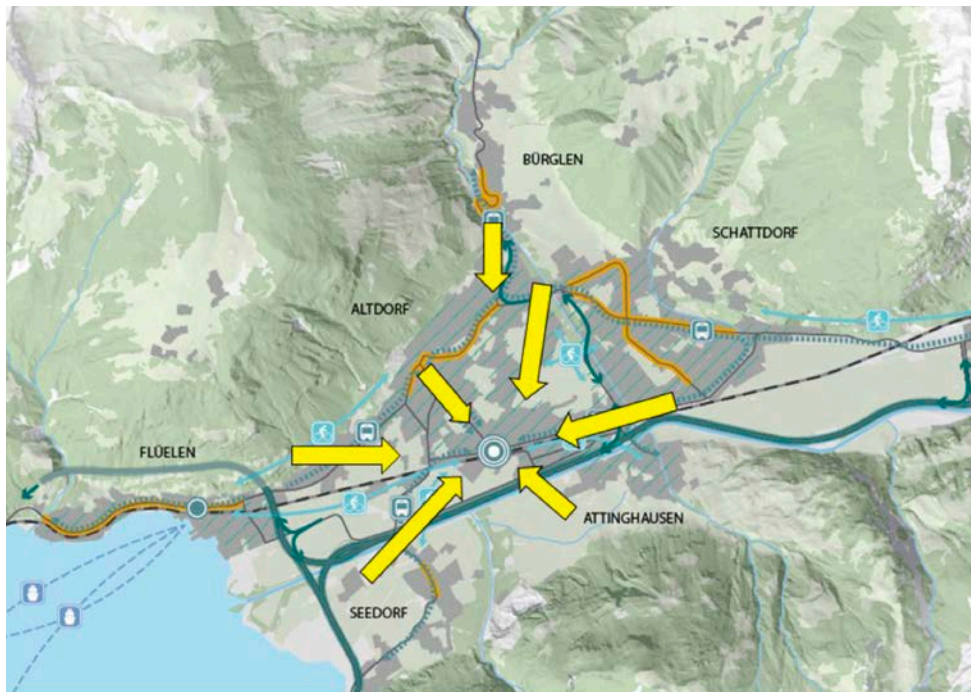 BÜRGLEN
SCHATTDORF
ALTDORF
FLÜELEN
ATTINGHAUSEN
SEEDORF